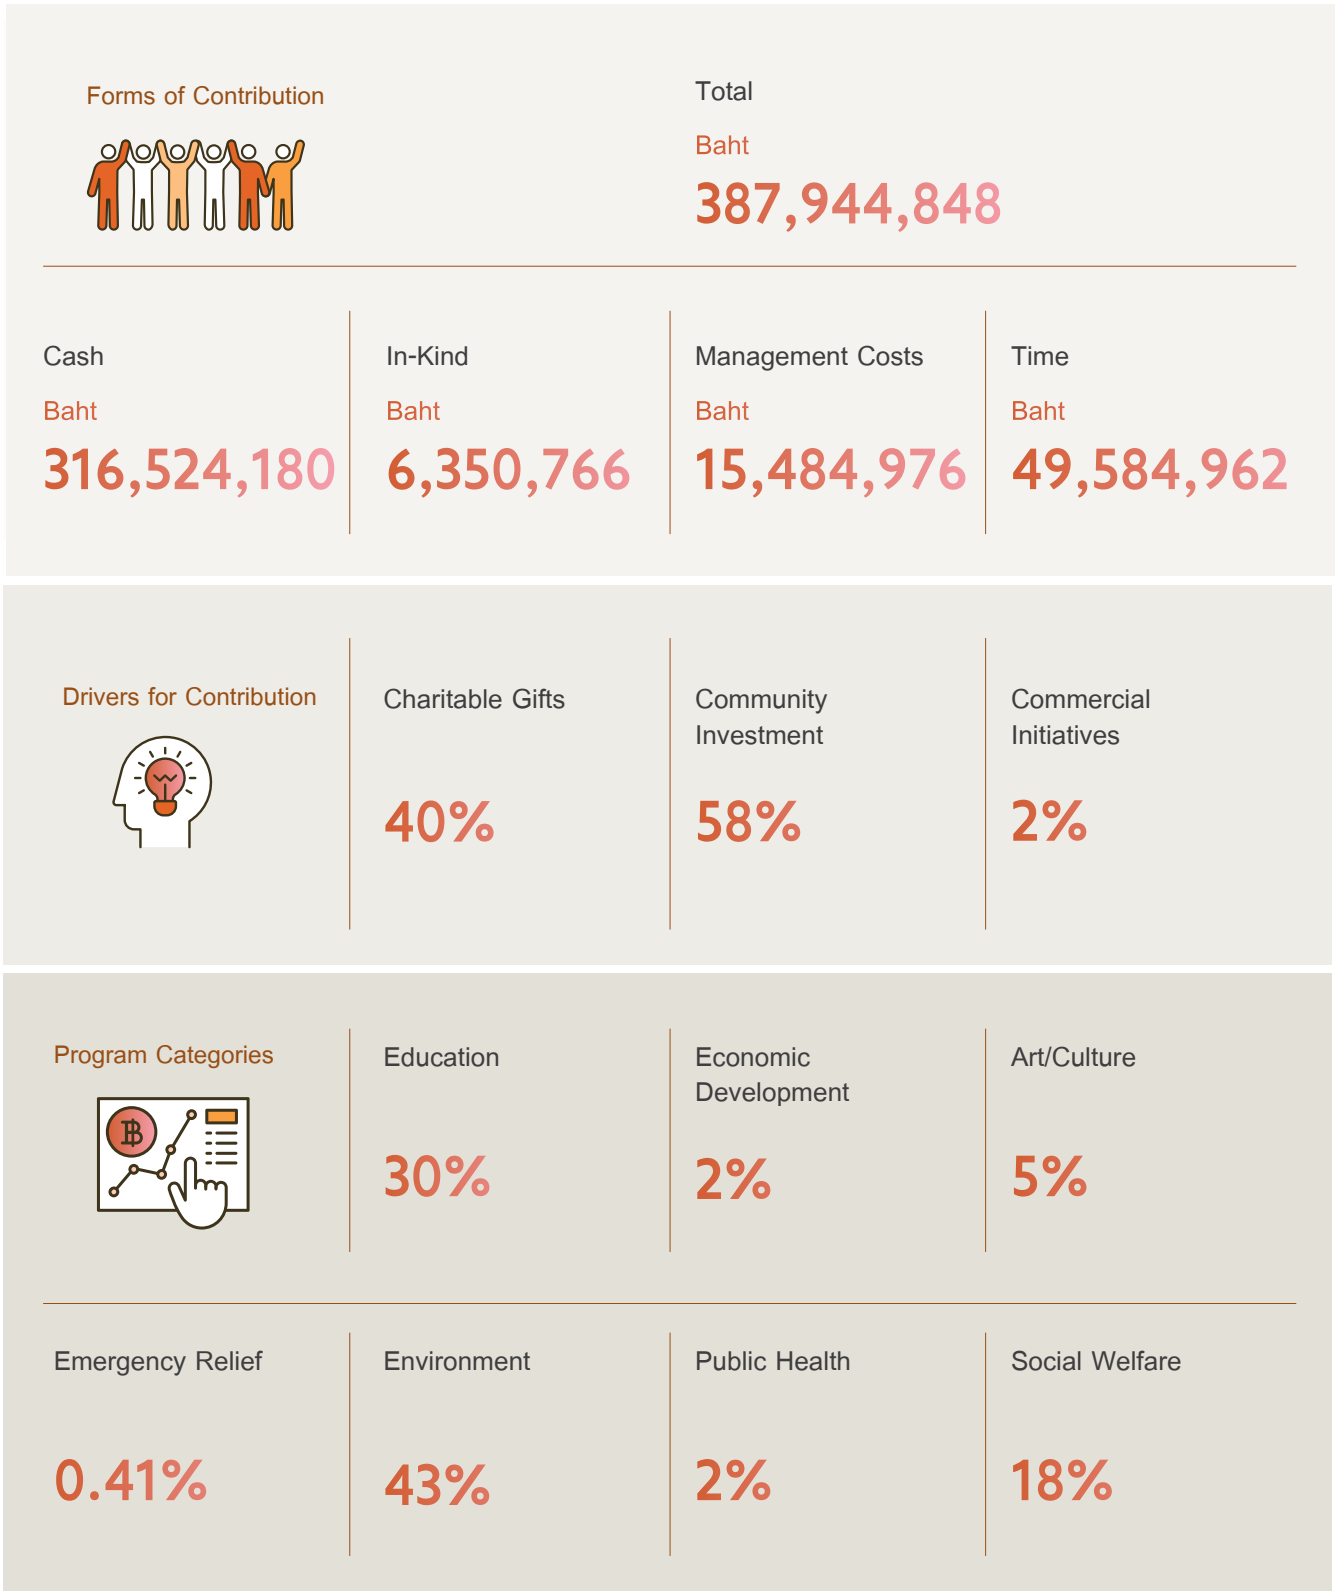 Forms of Contribution
Total
Baht
387,944,848
Cash
Baht
316,524,180
In-Kind
Baht
6,350,766
Management Costs
Baht
15,484,976
Time
Baht
49,584,962
Drivers for Contribution
Charitable Gifts
40%
Community
Investment
58%
Commercial
Initiatives
2%
Program Categories
Education
30%
Economic
Development
2%
Art/Culture
5%
Emergency Relief
0.41%
Environment
43%
Public Health
2%
Social Welfare
18%